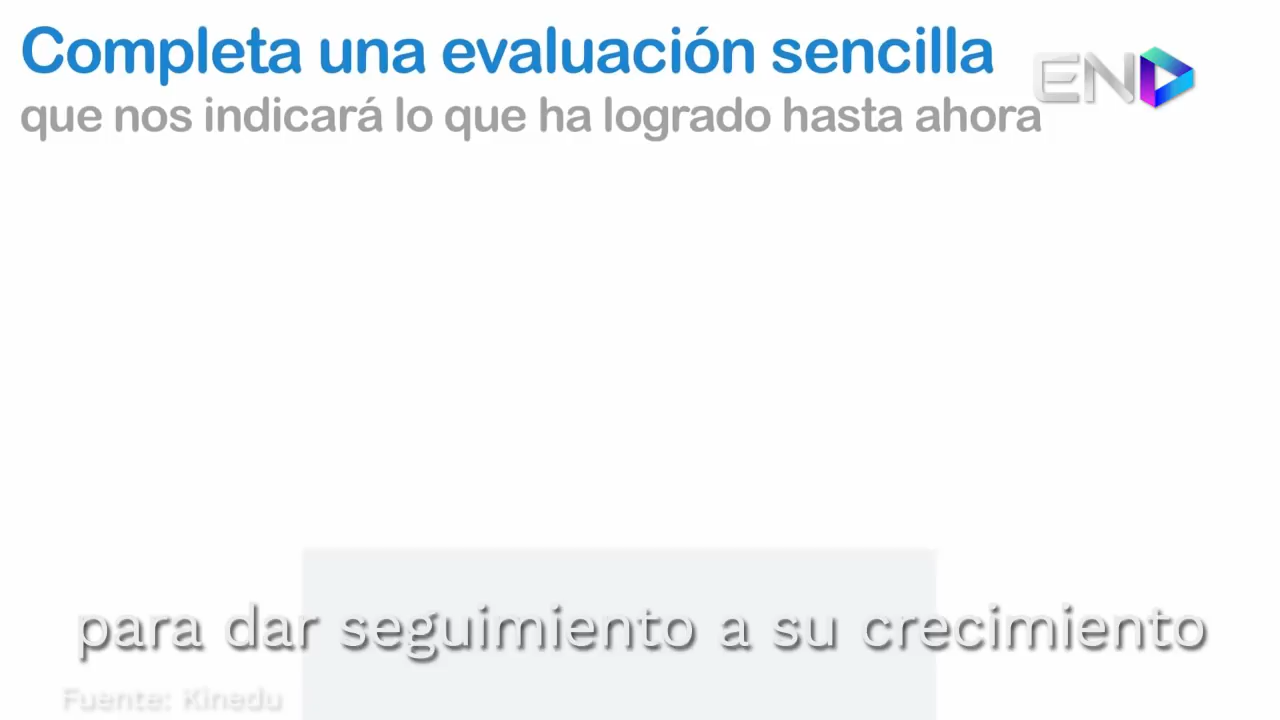 Completa una evaluación sencilla
que nos indicará lo que ha logrado hasta ahora
END
para dar seguimiento a su crecimiento
Fuente: Kinedu